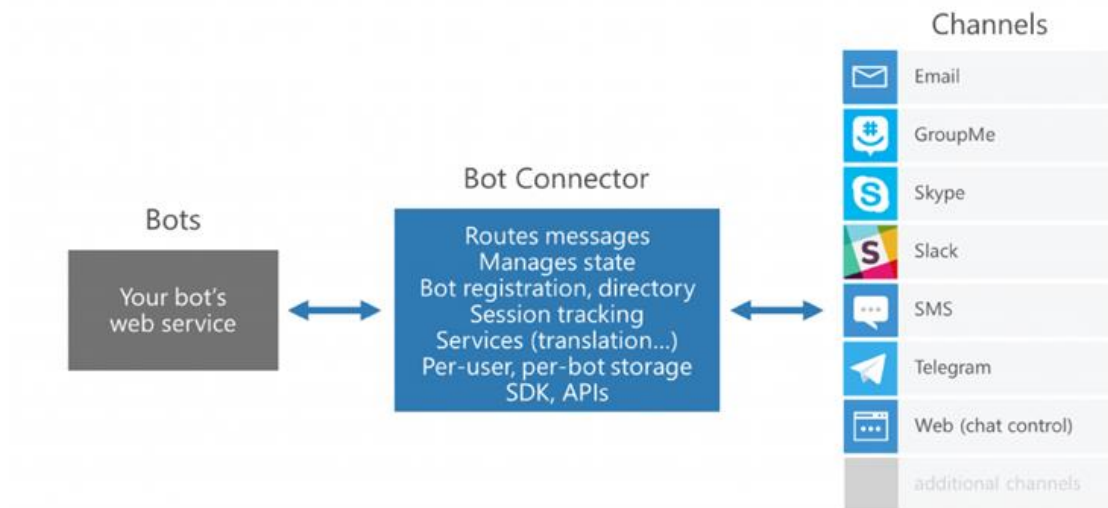 Channels
Email
GroupMe
Skype
Slack
SMS
Telegram
Web (chat control)
additional channels
Bot Connector
Routes messages
Manages state
Bot registration, directory
Session tracking
Services (translation...)
Per-user, per-bot storage
SDK, APIs
Bots
Your bot's
web service